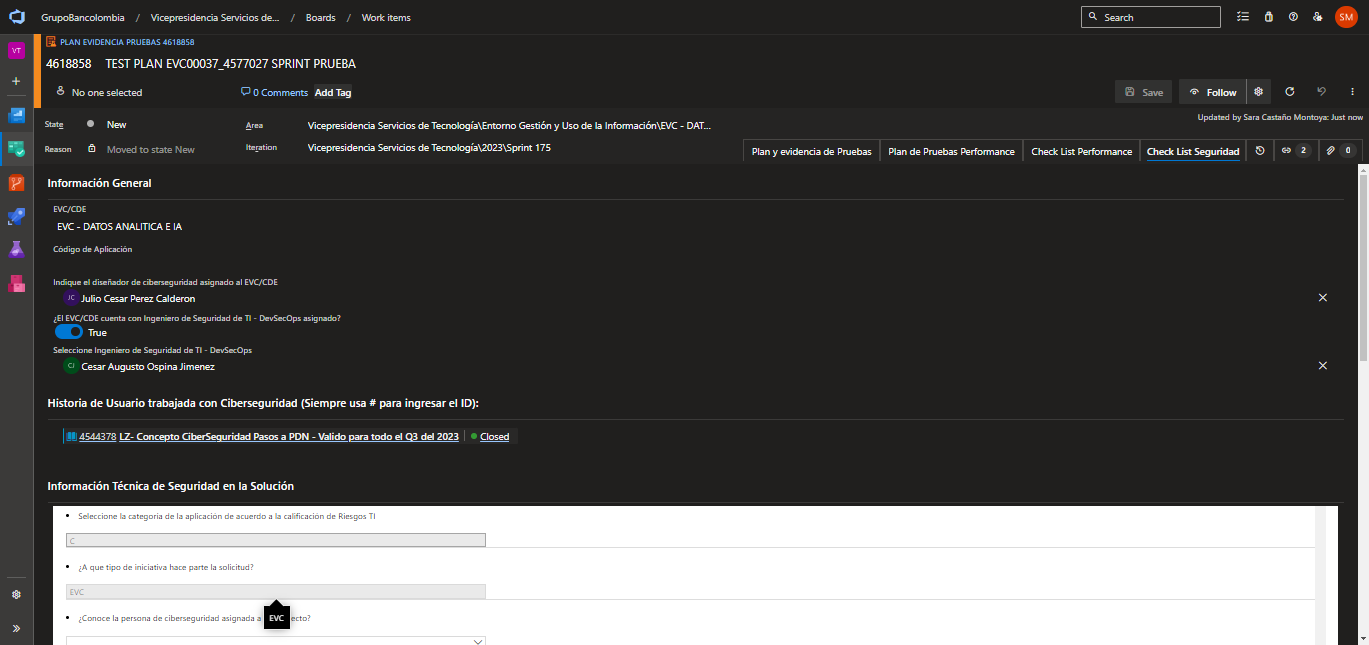 GrupoBancolombia / Vicepresidencia Servicios de... / Boards / Work items
Search
SM
VT
PLAN EVIDENCIA PRUEBAS 4618858
4618858 TEST PLAN EVC00037_4577027 SPRINT PRUEBA
No one selected
0 Comments
Add Tag
Save
Follow
Updated by Sara Castaño Montoya: Just now
State
New
Area
Vicepresidencia Servicios de Tecnología\Entorno Gestión y Uso de la Información\EVC - DAT...
Reason
Moved to state New
Iteration
Vicepresidencia Servicios de Tecnología\2023\Sprint 175
Plan y evidencia de Pruebas
Plan de Pruebas Performance
Check List Performance
Check List Seguridad
2
0
Información General
EVC/CDE
EVC - DATOS ANALITICA E IA
Código de Aplicación
Indique el diseñador de ciberseguridad asignado al EVC/CDE
JC Julio Cesar Perez Calderon
¿El EVC/CDE cuenta con Ingeniero de Seguridad de TI - DevSecOps asignado?
True
Seleccione Ingeniero de Seguridad de TI - DevSecOps
CJ Cesar Augusto Ospina Jimenez
Historia de Usuario trabajada con Ciberseguridad (Siempre usa # para ingresar el ID):
4544378 LZ- Concepto CiberSeguridad Pasos a PDN - Valido para todo el Q3 del 2023
Closed
Información Técnica de Seguridad en la Solución
Seleccione la categoría de la aplicación de acuerdo a la calificación de Riesgos TI
C
¿A que tipo de iniciativa hace parte la solicitud?
EVC
¿Conoce la persona de ciberseguridad asignada a ecto?
EVC